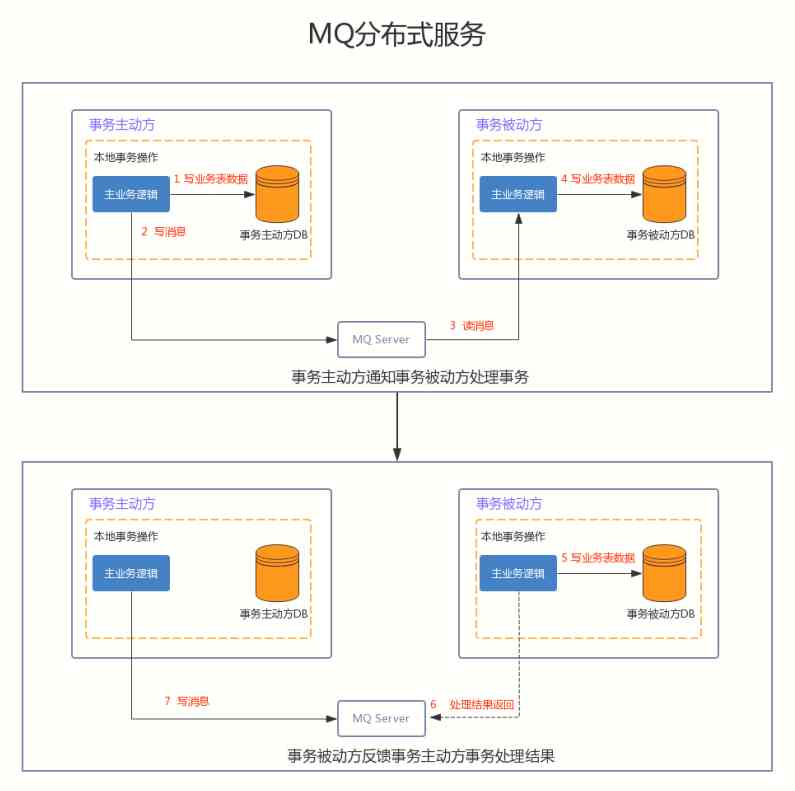 MQ分布式服务
事务主动方
本地事务操作
主业务逻辑
1 写业务表数据
事务主动方DB
2 写消息
事务被动方
本地事务操作
主业务逻辑
4 写业务表数据
事务被动方DB
3 读消息
MQ Server
事务主动方通知事务被动方处理事务
事务主动方
本地事务操作
主业务逻辑
事务主动方DB
事务被动方
本地事务操作
主业务逻辑
5 写业务表数据
事务被动方DB
7 写消息
MQ Server
6 处理结果返回
事务被动方反馈事务主动方事务处理结果